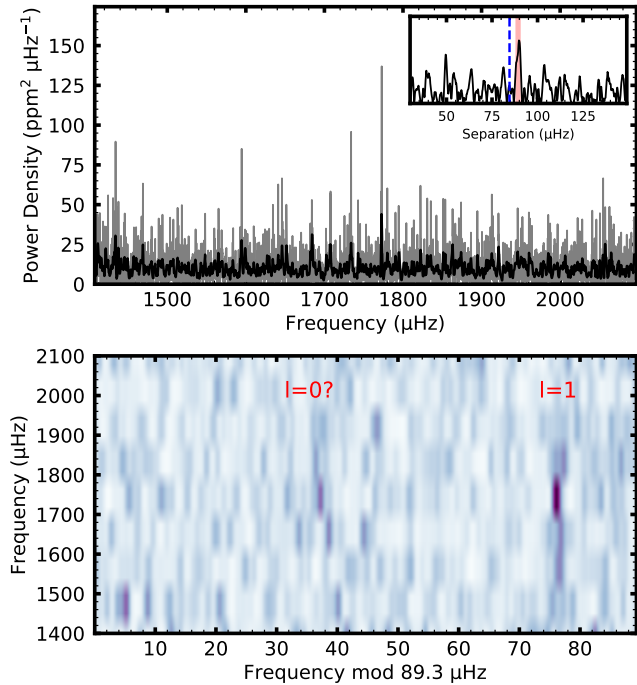 Power Density (ppm² μHz⁻¹)
150
125
100
75
50
25
0
50 75 100 125
Separation (μHz)
1500 1600 1700 1800 1900 2000
Frequency (μHz)
Frequency (μHz)
2100
2000
1900
1800
1700
1600
1500
1400
l=0? l=1
10 20 30 40 50 60 70 80
Frequency mod 89.3 μHz